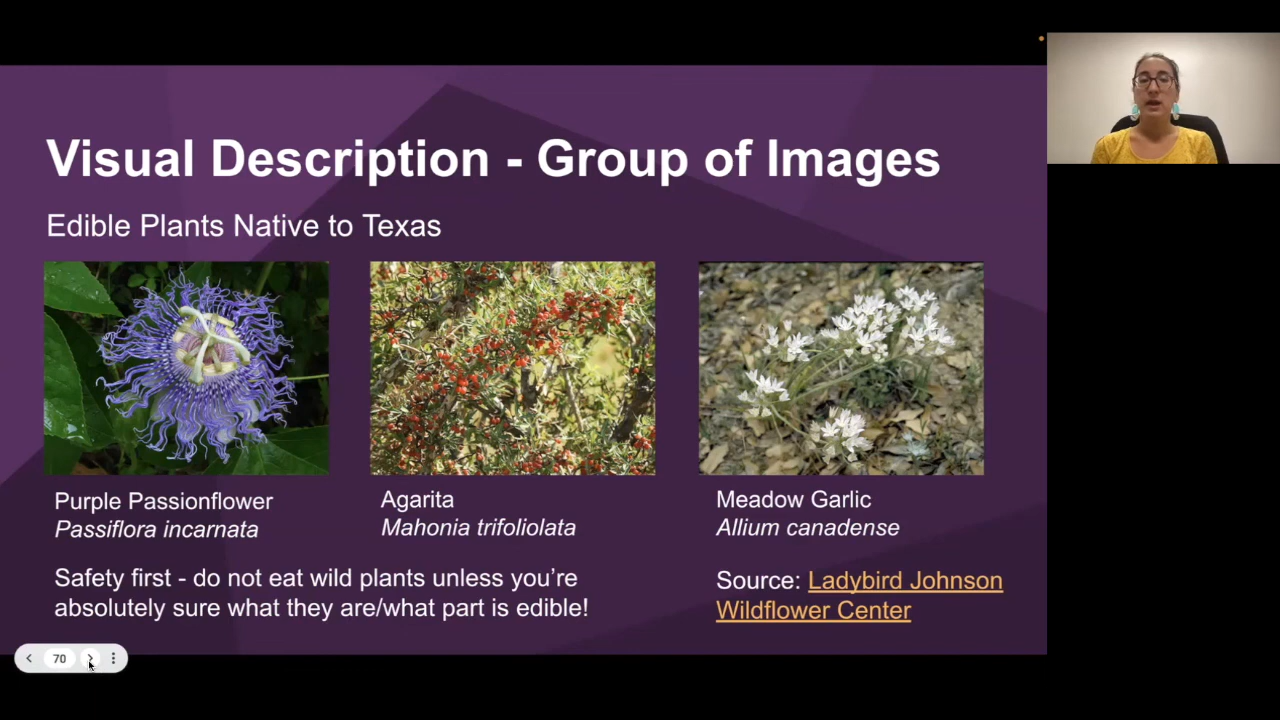 Visual Description - Group of Images
Edible Plants Native to Texas
Purple Passionflower
Passiflora incarnata
Agarita
Mahonia trifoliolata
Meadow Garlic
Allium canadense
Safety first - do not eat wild plants unless you’re
absolutely sure what they are/what part is edible!
Source: Ladybird Johnson
Wildflower Center
70